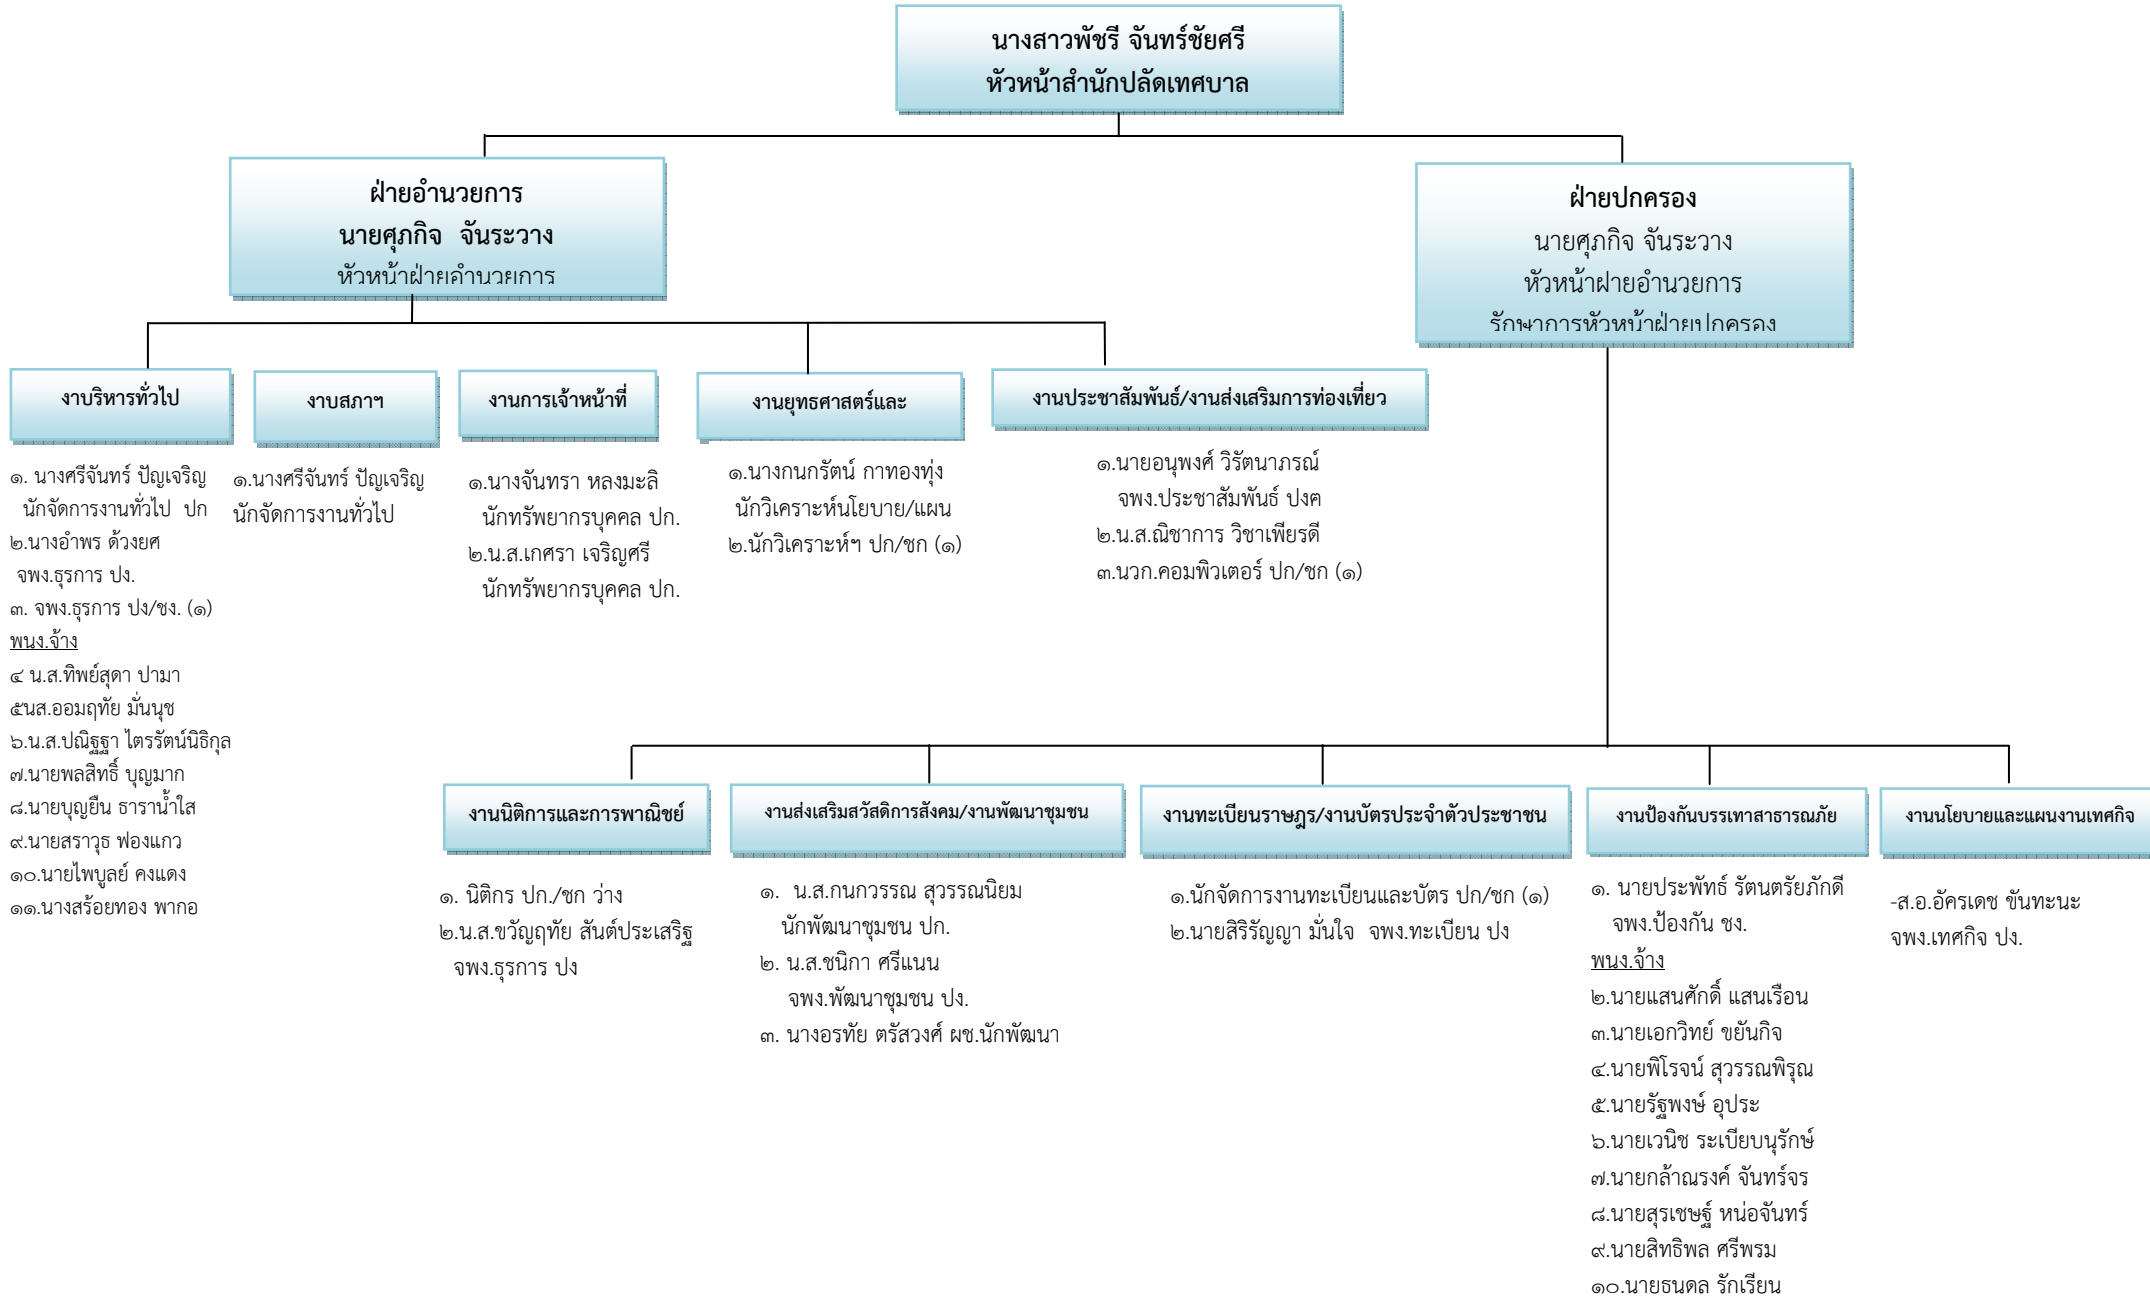 นางสาวพัชรี จันทร์ชัยศรี
หัวหน้าสำนักปลัดเทศบาล
ฝ่ายอำนวยการ
นายศุภกิจ จันระวาง
หัวหน้าฝ่ายอำนวยการ
ฝ่ายปกครอง
นายศุภกิจ จันระวาง
หัวหน้าฝายอำนวยการ
รักษาการหัวหน้าฝ่ายปกครอง
งาบริหารทั่วไป
๑. นางศรีจันทร์ ปัญเจริญ
นักจัดการงานทั่วไป ปก
๒.นางอำพร ด้วงยศ
จพง.ธุรการ ปง.
๓. จพง.ธุรการ ปง/ชง. (๑)
พนง.จ้าง
๔ น.ส.ทิพย์สุดา ปามา
๕นส.ออมฤทัย มั่นนุช
๖.น.ส.ปณิฐฐา ไตรรัตน์นิธิกุล
๗.นายพลสิทธิ์ บุญมาก
๘.นายบุญยืน ธาราน้ำใส
๙.นายสราวุธ ฟองแกว
๑๐.นายไพบูลย์ คงแดง
๑๑.นางสร้อยทอง พากอ
งาบสภาฯ
๑.นางศรีจันทร์ ปัญเจริญ
นักจัดการงานทั่วไป
งานการเจ้าหน้าที่
๑.นางจันทรา หลงมะลิ
นักทรัพยากรบุคคล ปก.
๒.น.ส.เกศรา เจริญศรี
นักทรัพยากรบุคคล ปก.
งานยุทธศาสตร์และ
๑.นางกนกรัตน์ กาทองทุ่ง
นักวิเคราะห์นโยบาย/แผน
๒.นักวิเคราะห์ฯ ปก/ชก (๑)
งานประชาสัมพันธ์/งานส่งเสริมการท่องเที่ยว
๑.นายอนุพงศ์ วิรัตนาภรณ์
จพง.ประชาสัมพันธ์ ปงฅ
๒.น.ส.ณิชาการ วิชาเพียรดี
๓.นวก.คอมพิวเตอร์ ปก/ชก (๑)
งานนิติการและการพาณิชย์
๑. นิติกร ปก./ชก ว่าง
๒.น.ส.ขวัญฤทัย สันต์ประเสริฐ
จพง.ธุรการ ปง
งานส่งเสริมสวัสดิการสังคม/งานพัฒนาชุมชน
๑. น.ส.กนกวรรณ สุวรรณนิยม
นักพัฒนาชุมชน ปก.
๒. น.ส.ชนิกา ศรีแนน
จพง.พัฒนาชุมชน ปง.
๓. นางอรทัย ตรัสวงศ์ ผช.นักพัฒนา
งานทะเบียนราษฎร/งานบัตรประจำตัวประชาชน
๑.นักจัดการงานทะเบียนและบัตร ปก/ชก (๑)
๒.นายสิริรัญญา มั่นใจ จพง.ทะเบียน ปง
งานป้องกันบรรเทาสาธารณภัย
๑. นายประพัทธ์ รัตนตรัยภักดี
จพง.ป้องกัน ชง.
พนง.จ้าง
๒.นายแสนศักดิ์ แสนเรือน
๓.นายเอกวิทย์ ขยันกิจ
๔.นายพิโรจน์ สุวรรณพิรุณ
๕.นายรัฐพงษ์ อุประ
๖.นายเวนิช ระเบียบนุรักษ์
๗.นายกล้าณรงค์ จันทร์จร
๘.นายสุรเชษฐ์ หน่อจันทร์
๙.นายสิทธิพล ศรีพรม
๑๐.นายธนดล รักเรียน
งานนโยบายและแผนงานเทศกิจ
-ส.อ.อัครเดช ขันทะนะ
จพง.เทศกิจ ปง.